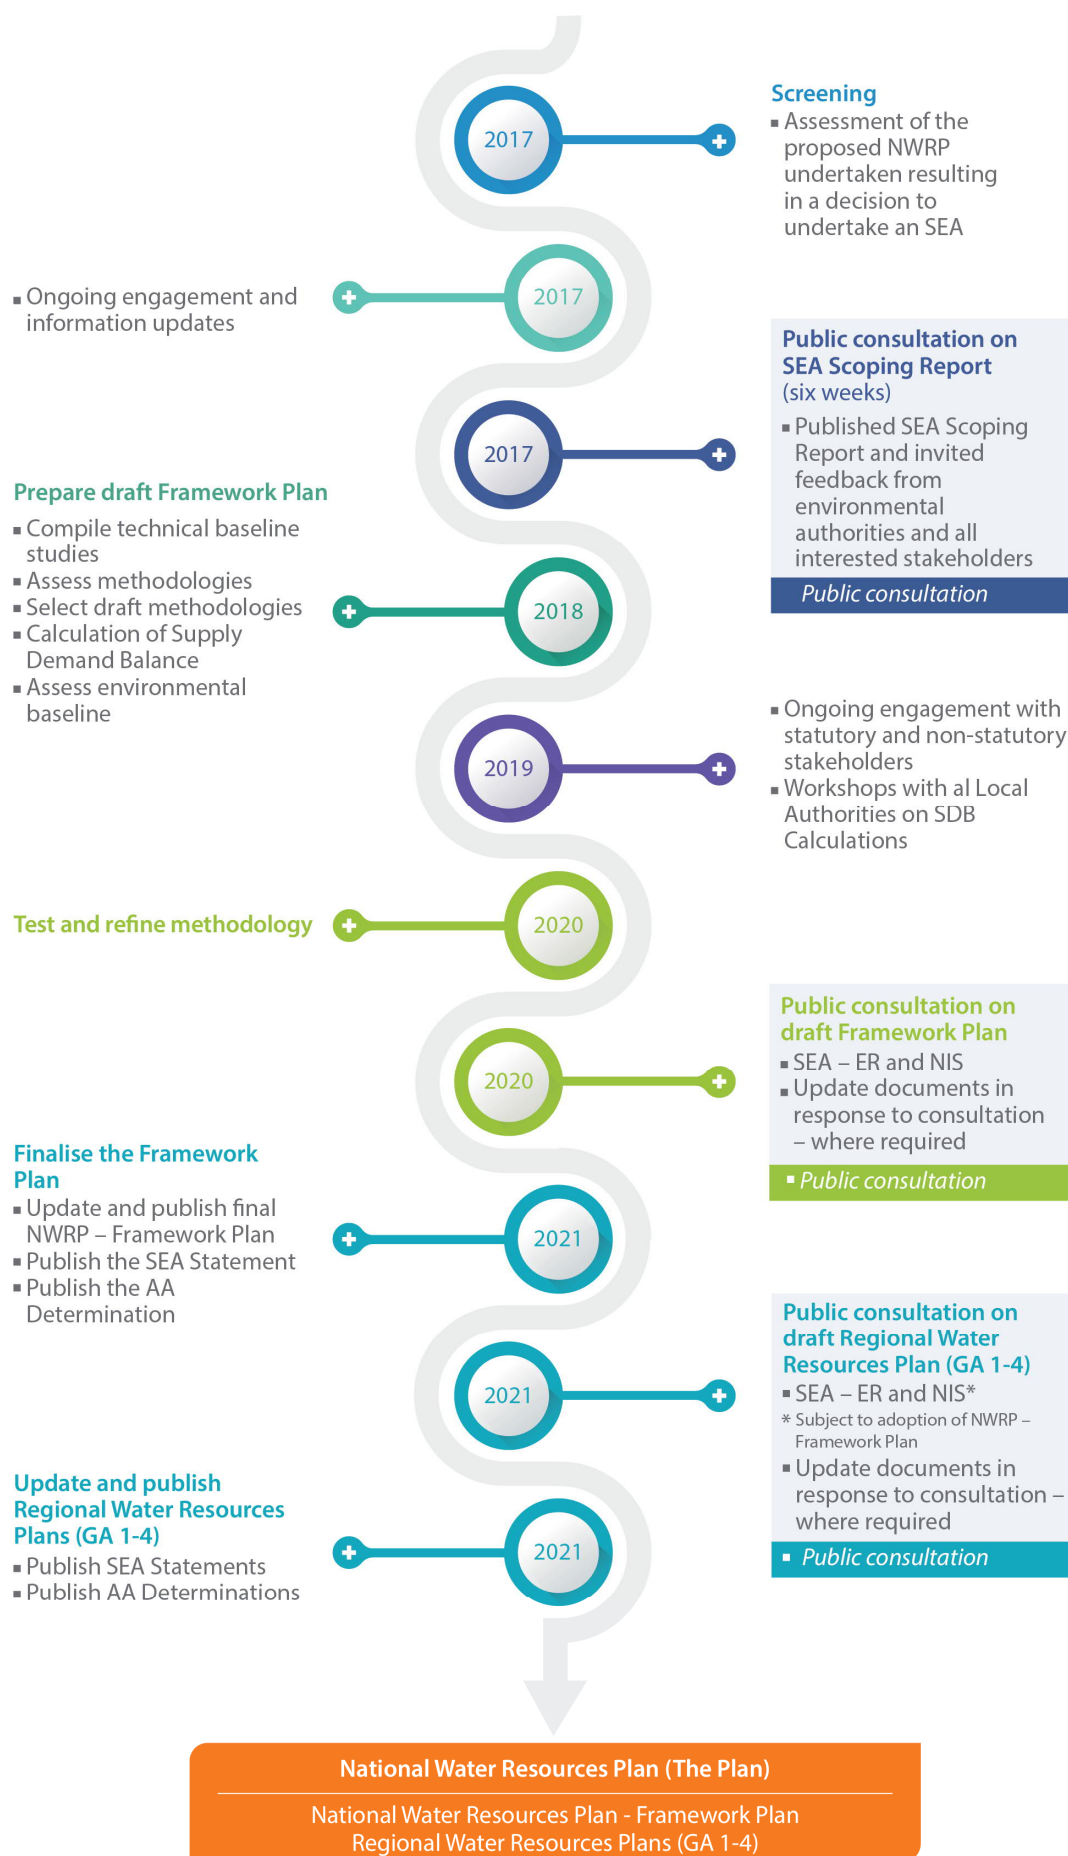 2017
Screening
▪ Assessment of the
proposed NWRP
undertaken resulting
in a decision to
undertake an SEA
▪ Ongoing engagement and
information updates
2017
2017
Public consultation on
SEA Scoping Report
(six weeks)
▪ Published SEA Scoping
Report and invited
feedback from
environmental
authorities and all
interested stakeholders
Public consultation
Prepare draft Framework Plan
▪ Compile technical baseline
studies
▪ Assess methodologies
▪ Select draft methodologies
▪ Calculation of Supply
Demand Balance
▪ Assess environmental
baseline
2018
2019
▪ Ongoing engagement with
statutory and non-statutory
stakeholders
▪ Workshops with al Local
Authorities on SDB
Calculations
Test and refine methodology
2020
2020
Public consultation on
draft Framework Plan
▪ SEA – ER and NIS
▪ Update documents in
response to consultation
– where required
▪ Public consultation
Finalise the Framework
Plan
▪ Update and publish final
NWRP – Framework Plan
▪ Publish the SEA Statement
▪ Publish the AA
Determination
2021
2021
Public consultation on
draft Regional Water
Resources Plan (GA 1-4)
▪ SEA – ER and NIS*
* Subject to adoption of NWRP –
Framework Plan
▪ Update documents in
response to consultation –
where required
▪ Public consultation
Update and publish
Regional Water Resources
Plans (GA 1-4)
▪ Publish SEA Statements
▪ Publish AA Determinations
2021
National Water Resources Plan (The Plan)
National Water Resources Plan - Framework Plan
Regional Water Resources Plans (GA 1-4)